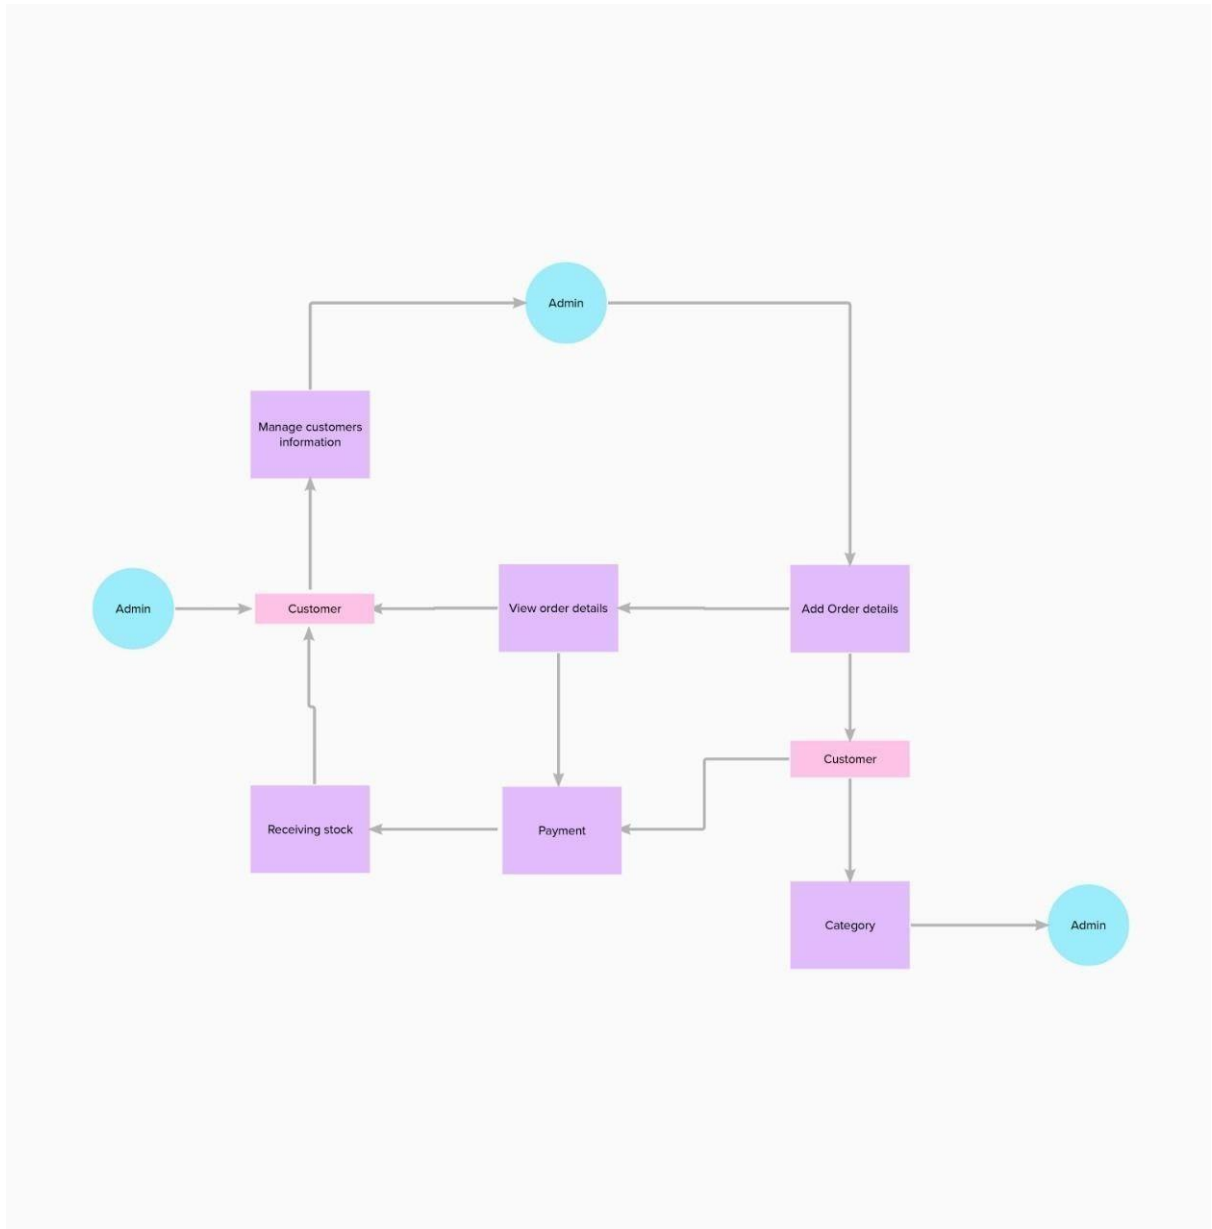 Admin
Manage customers
information
Admin
Customer
View order details
Add Order details
Customer
Receiving stock
Payment
Category
Admin